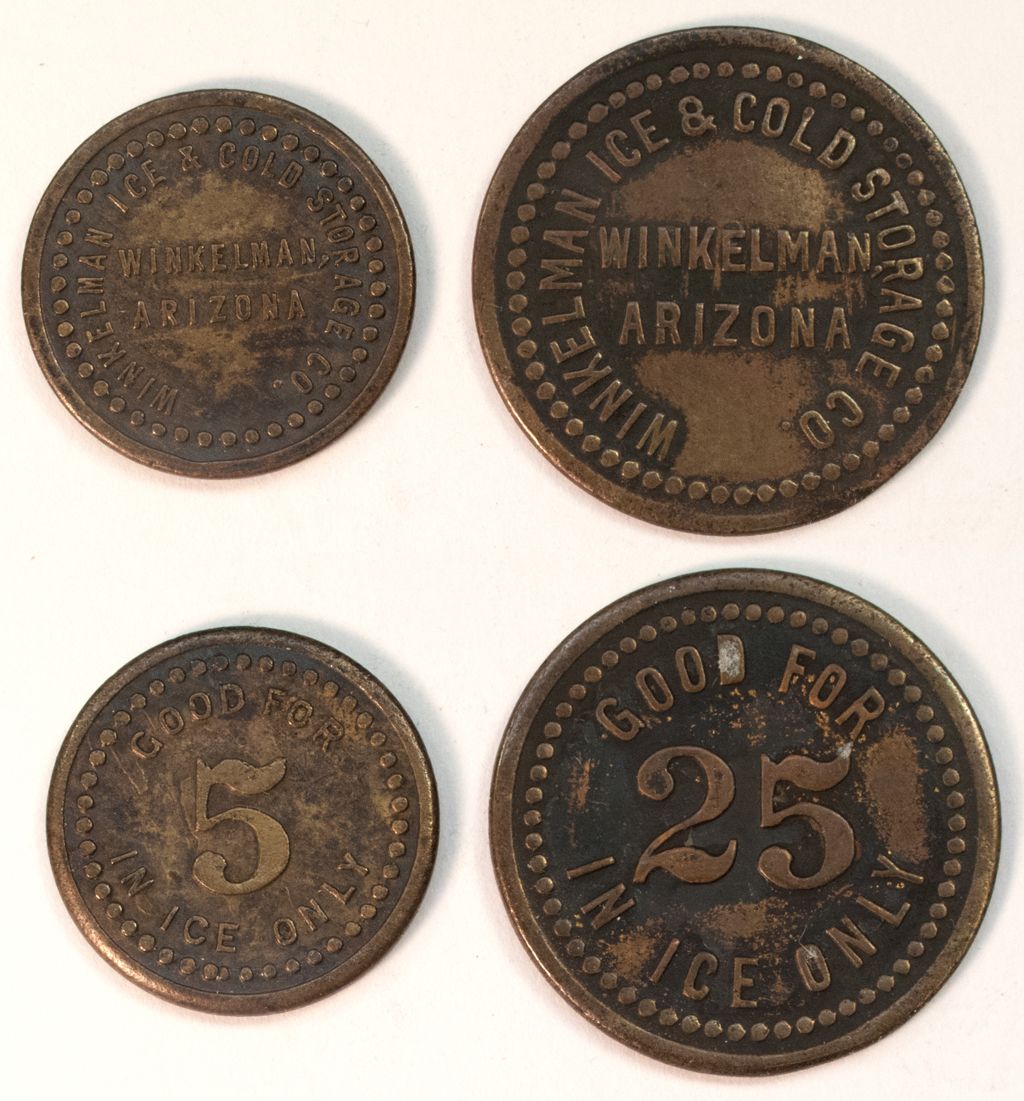 WINKELMAN ICE & COLD STORAGE CO.
WINKELMAN,
ARIZONA
WINKELMAN ICE & COLD STORAGE CO.
WINKELMAN,
ARIZONA
GOOD FOR
5
IN ICE ONLY
GOOD FOR
25
IN ICE ONLY